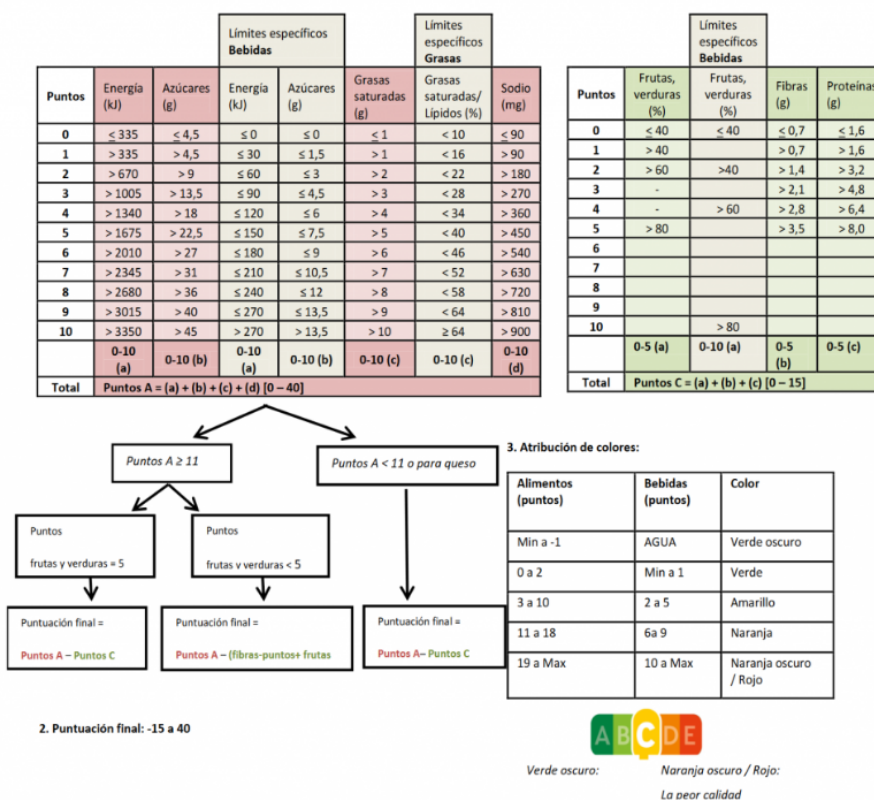 Límites específicos
Bebidas
Límites
específicos
Grasas
Puntos
Energía
(kJ)
Azúcares
(g)
Energía
(kJ)
Azúcares
(g)
Grasas
saturadas
(g)
Grasas
saturadas/
Lípidos (%)
Sodio
(mg)
0 ≤ 335 ≤ 4,5 ≤ 0 ≤ 0 ≤ 1 < 10 ≤ 90
1 > 335 > 4,5 ≤ 30 ≤ 1,5 > 1 < 16 > 90
2 > 670 > 9 ≤ 60 ≤ 3 > 2 < 22 > 180
3 > 1005 > 13,5 ≤ 90 ≤ 4,5 > 3 < 28 > 270
4 > 1340 > 18 ≤ 120 ≤ 6 > 4 < 34 > 360
5 > 1675 > 22,5 ≤ 150 ≤ 7,5 > 5 < 40 > 450
6 > 2010 > 27 ≤ 180 ≤ 9 > 6 < 46 > 540
7 > 2345 > 31 ≤ 210 ≤ 10,5 > 7 < 52 > 630
8 > 2680 > 36 ≤ 240 ≤ 12 > 8 < 58 > 720
9 > 3015 > 40 ≤ 270 ≤ 13,5 > 9 < 64 > 810
10 > 3350 > 45 > 270 > 13,5 > 10 ≥ 64 > 900
0-10
(a)
0-10 (b)
0-10
(a)
0-10 (b)
0-10 (c)
0-10 (c)
0-10
(d)
Total Puntos A = (a) + (b) + (c) + (d) [0 – 40]
Límites
específicos
Bebidas
Puntos
Frutas,
verduras
(%)
Frutas,
verduras
(%)
Fibras
(g)
Proteínas
(g)
0 ≤ 40 ≤ 40 ≤ 0,7 ≤ 1,6
1 > 40 > 0,7 > 1,6
2 > 60 >40 > 1,4 > 3,2
3 - > 2,1 > 4,8
4 - > 60 > 2,8 > 6,4
5 > 80 > 3,5 > 8,0
6
7
8
9
10 > 80
0-5 (a)
0-10 (a)
0-5
(b)
0-5 (c)
Total Puntos C = (a) + (b) + (c) [0 – 15]
Puntos A ≥ 11
Puntos A < 11 o para queso
Puntos
frutas y verduras = 5
Puntos
frutas y verduras < 5
Puntuación final =
Puntos A – Puntos C
Puntuación final =
Puntos A – (fibras-puntos+ frutas
Puntuación final =
Puntos A– Puntos C
3. Atribución de colores:
Alimentos
(puntos)
Bebidas
(puntos)
Color
Min a -1 AGUA Verde oscuro
0 a 2 Min a 1 Verde
3 a 10 2 a 5 Amarillo
11 a 18 6a 9 Naranja
19 a Max 10 a Max Naranja oscuro
/ Rojo
2. Puntuación final: -15 a 40
A B C D E
Verde oscuro:
Naranja oscuro / Rojo:
La peor calidad